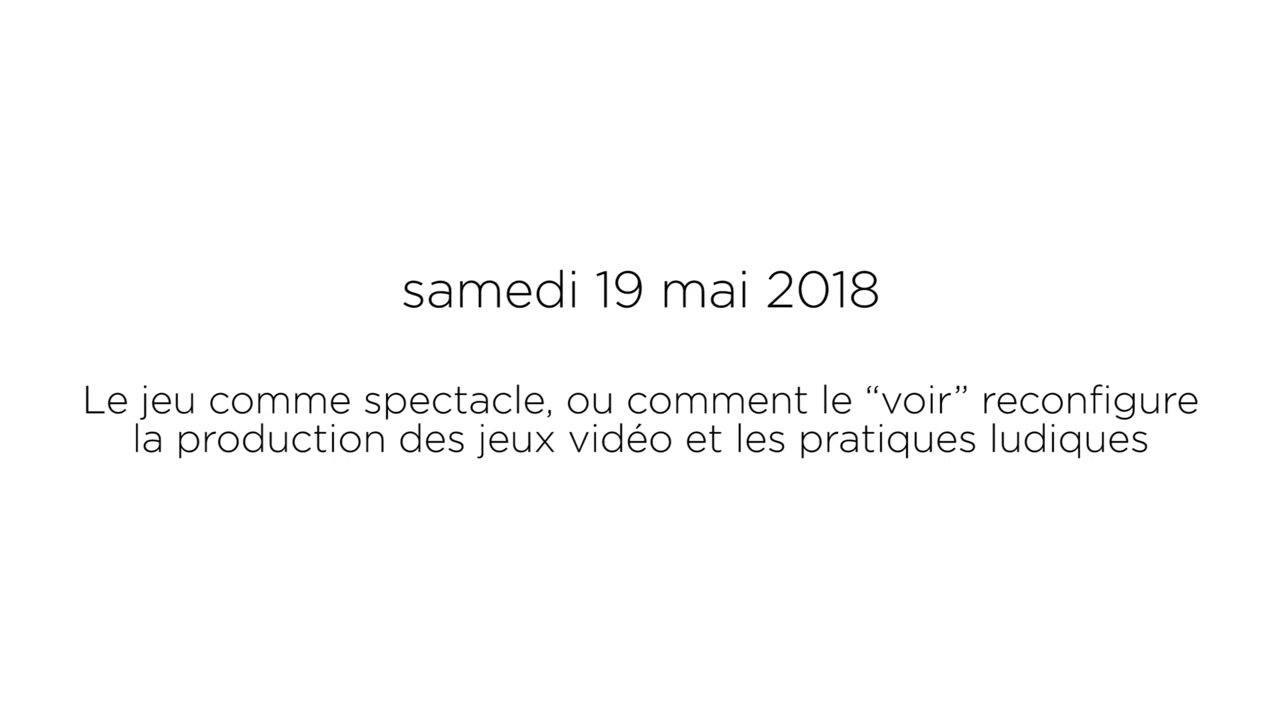 samedi 19 mai 2018
Le jeu comme spectacle, ou comment le “voir” reconfigure
la production des jeux vidéo et les pratiques ludiques